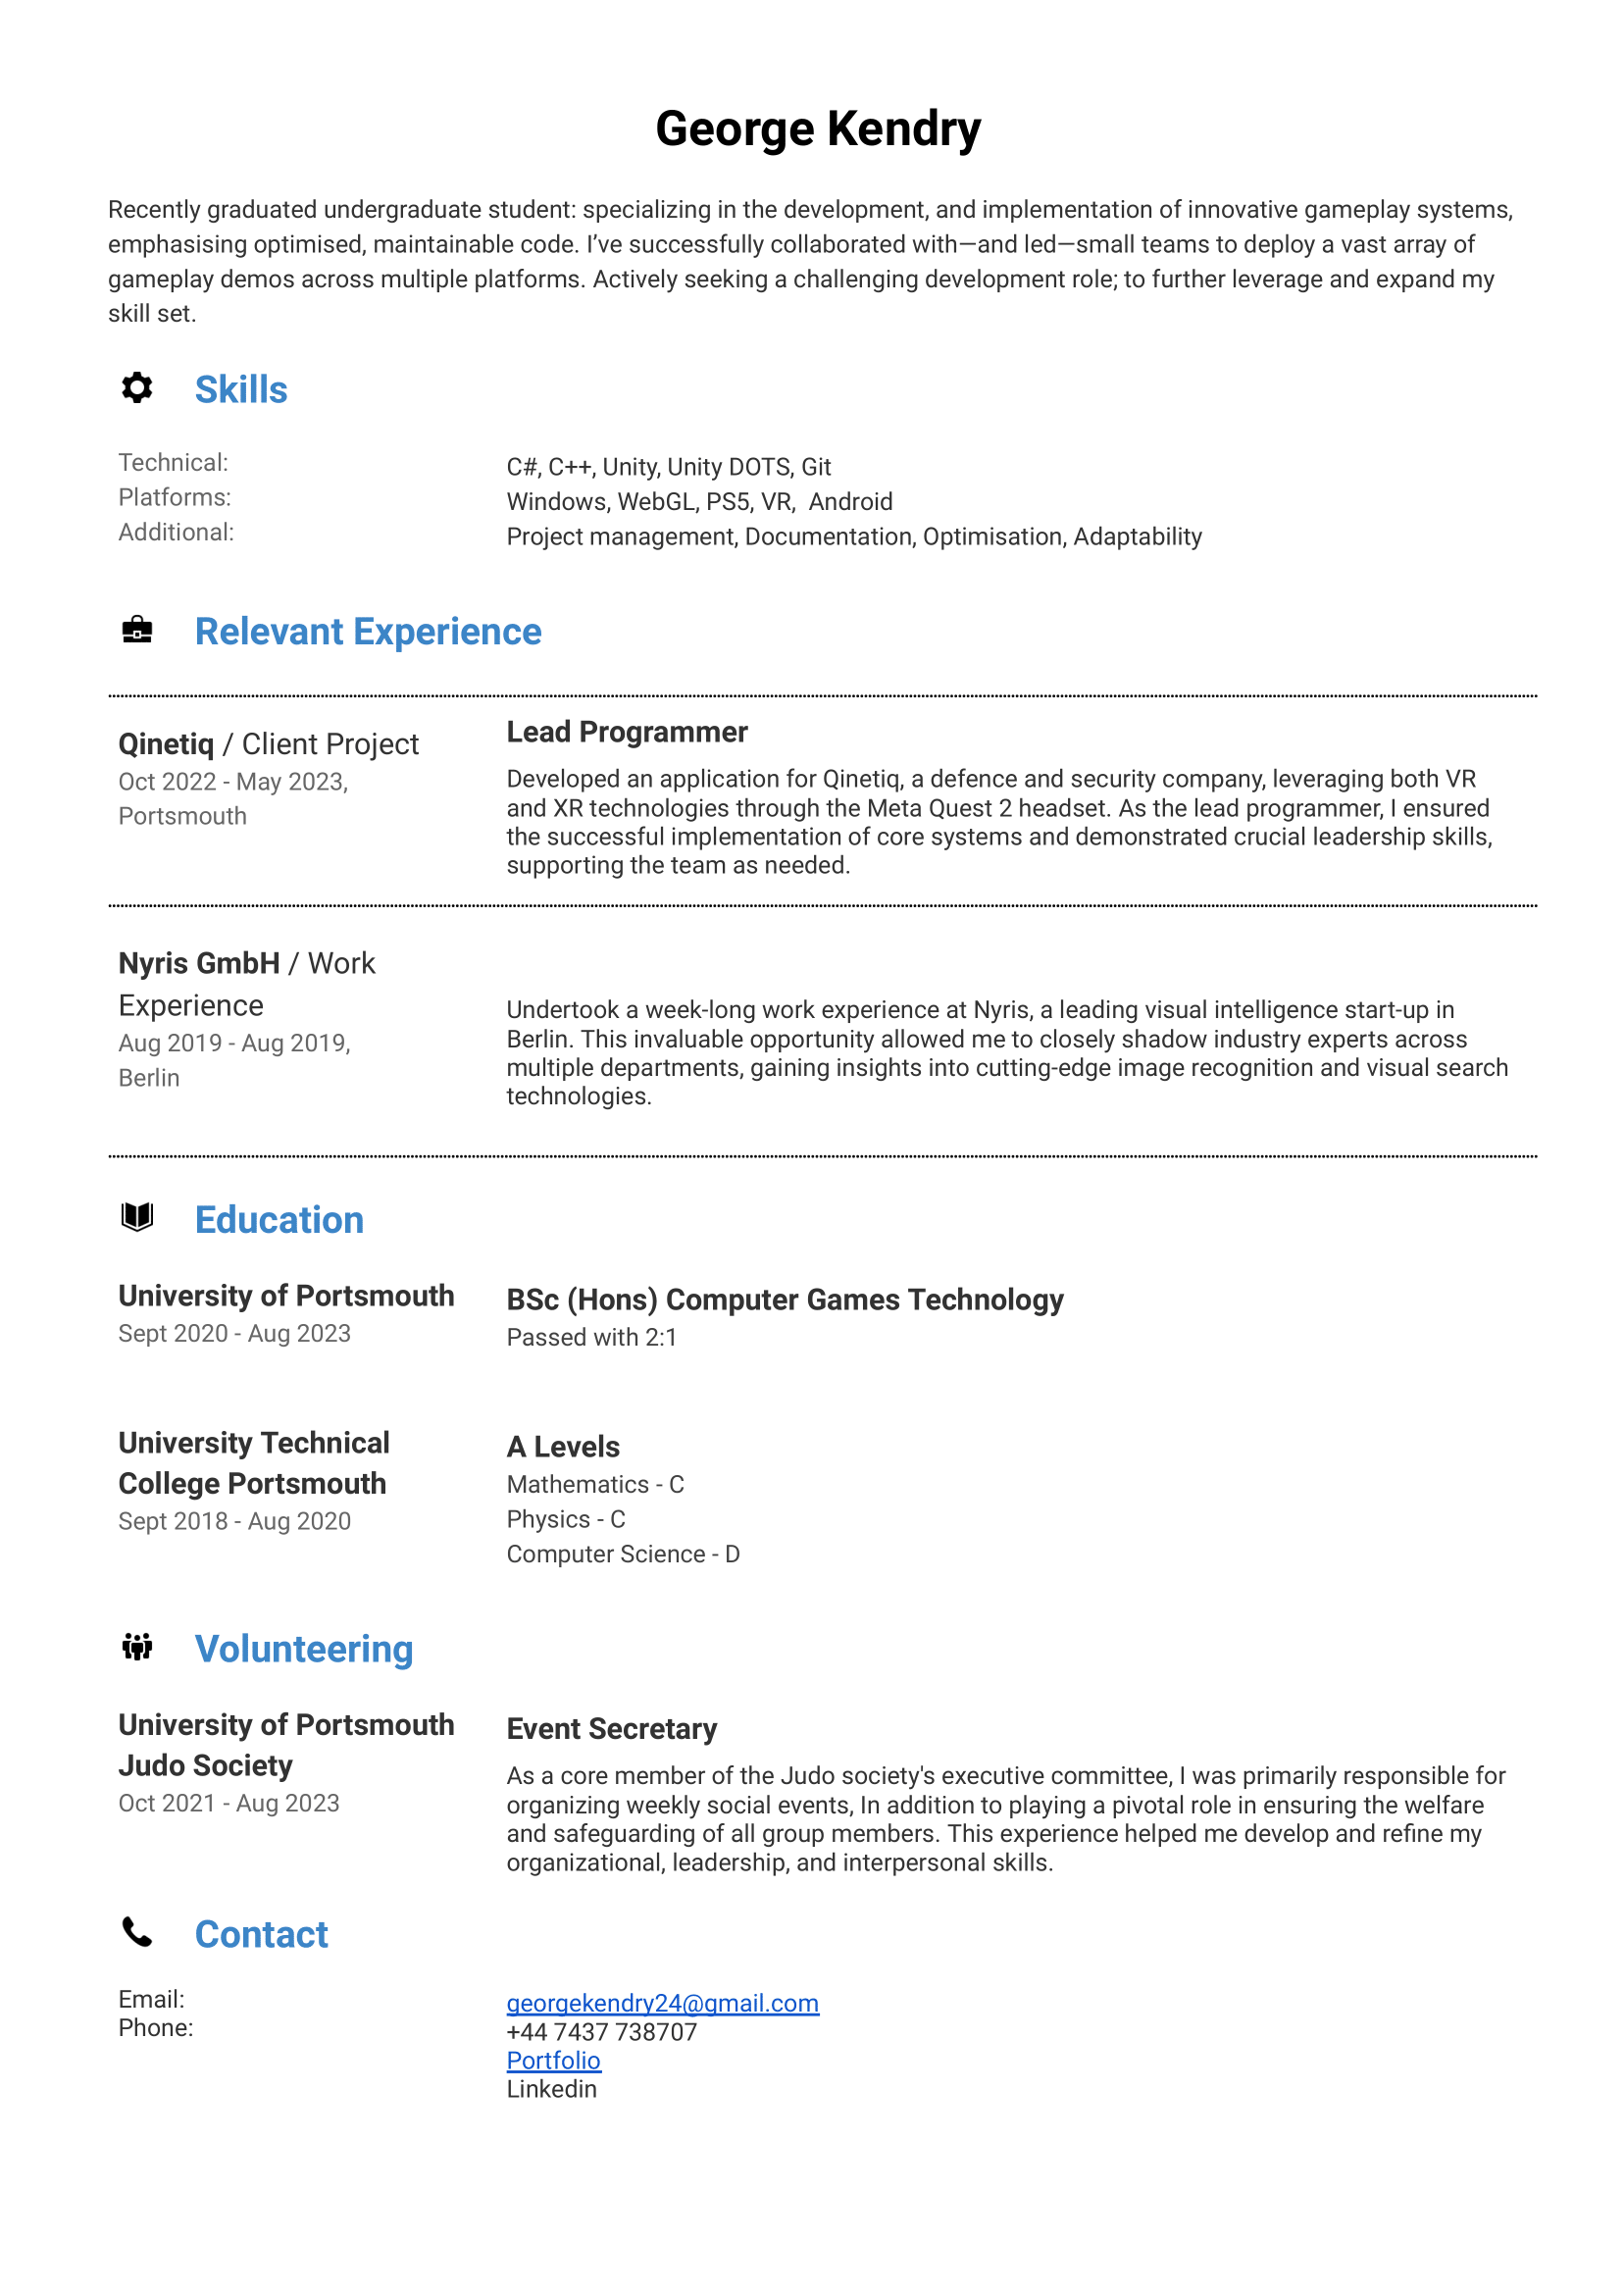 George Kendry
Recently graduated undergraduate student: specializing in the development, and implementation of innovative gameplay systems,
emphasising optimised, maintainable code. I’ve successfully collaborated with—and led—small teams to deploy a vast array of
gameplay demos across multiple platforms. Actively seeking a challenging development role; to further leverage and expand my
skill set.
Skills
Technical:
C#, C++, Unity, Unity DOTS, Git
Platforms:
Windows, WebGL, PS5, VR,  Android
Additional:
Project management, Documentation, Optimisation, Adaptability
Relevant Experience
Qinetiq / Client Project
Oct 2022 - May 2023,
Portsmouth
Lead Programmer
Developed an application for Qinetiq, a defence and security company, leveraging both VR
and XR technologies through the Meta Quest 2 headset. As the lead programmer, I ensured
the successful implementation of core systems and demonstrated crucial leadership skills,
supporting the team as needed.
Nyris GmbH / Work
Experience
Aug 2019 - Aug 2019,
Berlin
Undertook a week-long work experience at Nyris, a leading visual intelligence start-up in
Berlin. This invaluable opportunity allowed me to closely shadow industry experts across
multiple departments, gaining insights into cutting-edge image recognition and visual search
technologies.
Education
University of Portsmouth
Sept 2020 - Aug 2023
BSc (Hons) Computer Games Technology
Passed with 2:1
University Technical
College Portsmouth
Sept 2018 - Aug 2020
A Levels
Mathematics - C
Physics - C
Computer Science - D
Volunteering
University of Portsmouth
Judo Society
Oct 2021 - Aug 2023
Event Secretary
As a core member of the Judo society's executive committee, I was primarily responsible for
organizing weekly social events, In addition to playing a pivotal role in ensuring the welfare
and safeguarding of all group members. This experience helped me develop and refine my
organizational, leadership, and interpersonal skills.
Contact
Email:
georgekendry24@gmail.com
Phone:
+44 7437 738707
Portfolio
Linkedin